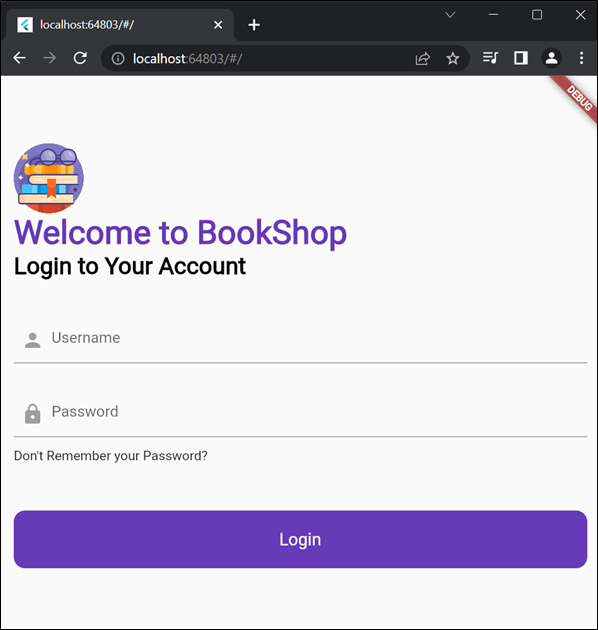 localhost:64803/#/
localhost:64803/#/
DEBUG
Welcome to BookShop
Login to Your Account
Username
Password
Don't Remember your Password?
Login